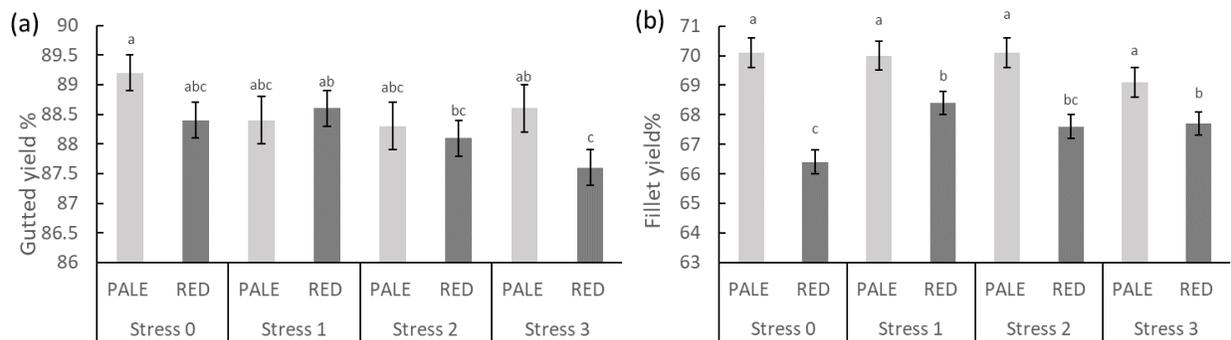 (a)
Gutted yield %
90
89.5
89
88.5
88
87.5
87
86.5
86
a
abc
abc
ab
abc
bc
ab
c
PALE RED PALE RED PALE RED PALE RED
Stress 0 Stress 1 Stress 2 Stress 3
(b)
Fillet yield%
71
70
69
68
67
66
65
64
63
a
c
a
b
a
bc
a
b
PALE RED PALE RED PALE RED PALE RED
Stress 0 Stress 1 Stress 2 Stress 3